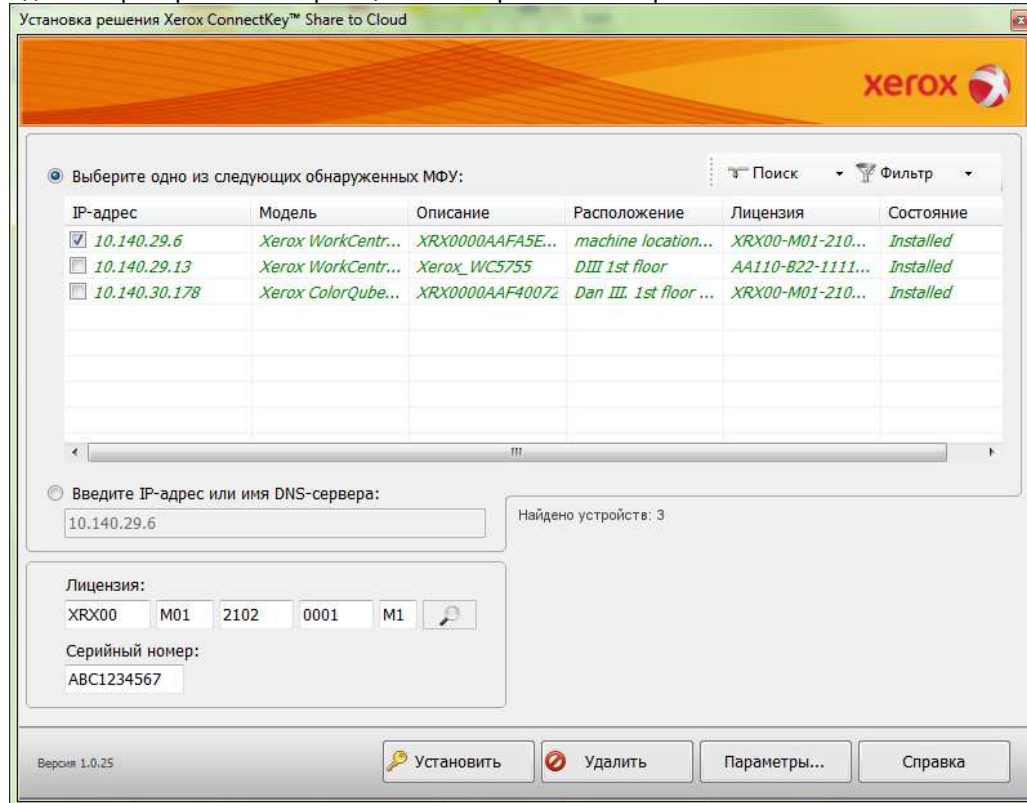 Установка решения Xerox ConnectKey™ Share to Cloud
xerox
Выберите одно из следующих обнаруженных МФУ:
Поиск Фильтр
IP-адрес Модель Описание Расположение Лицензия Состояние
10.140.29.6 Xerox WorkCentr... XRX0000AAFA5E... machine location... XRX00-M01-210... Installed
10.140.29.13 Xerox WorkCentr... Xerox_WC5755 DIII 1st floor AA110-B22-1111... Installed
10.140.30.178 Xerox ColorQube... XRX0000AAF40072 Dan III. 1st floor ... XRX00-M01-210... Installed
Введите IP-адрес или имя DNS-сервера:
10.140.29.6
Найдено устройств: 3
Лицензия:
XRX00 M01 2102 0001 M1
Серийный номер:
ABC1234567
Версия 1.0.25
Установить Удалить Параметры... Справка